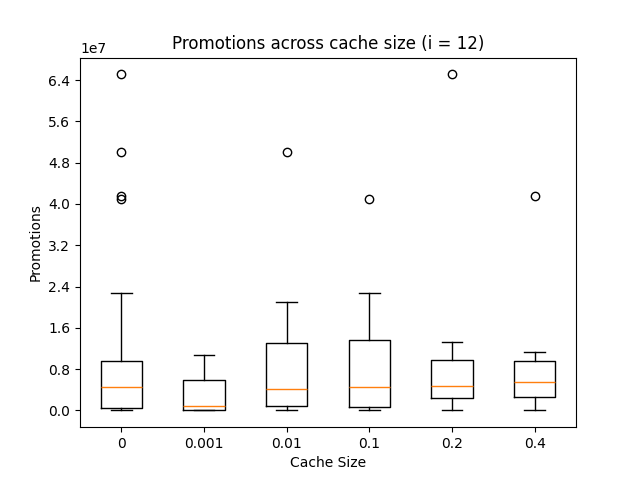 Promotions across cache size (i = 12)
1e7
6.4
5.6
4.8
4.0
3.2
2.4
1.6
0.8
0.0
Promotions
0 0.001 0.01 0.1 0.2 0.4
Cache Size